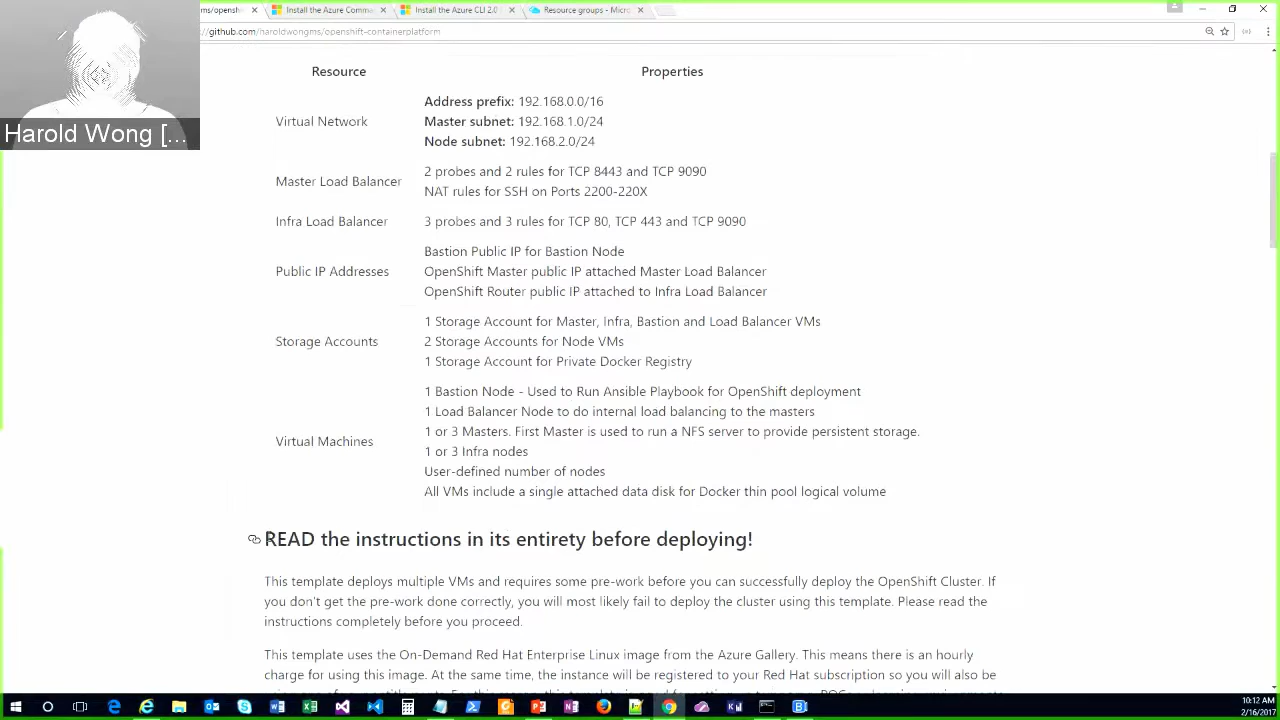 ms/opensh
Install the Azure Comma
Install the Azure CLI 2.0
Resource groups - Micro
://github.com/haroldwongms/openshift-containerplatform
Harold Wong [...
Resource Properties
Virtual Network
Address prefix: 192.168.0.0/16
Master subnet: 192.168.1.0/24
Node subnet: 192.168.2.0/24
Master Load Balancer
2 probes and 2 rules for TCP 8443 and TCP 9090
NAT rules for SSH on Ports 2200-220X
Infra Load Balancer
3 probes and 3 rules for TCP 80, TCP 443 and TCP 9090
Public IP Addresses
Bastion Public IP for Bastion Node
OpenShift Master public IP attached Master Load Balancer
OpenShift Router public IP attached to Infra Load Balancer
Storage Accounts
1 Storage Account for Master, Infra, Bastion and Load Balancer VMs
2 Storage Accounts for Node VMs
1 Storage Account for Private Docker Registry
Virtual Machines
1 Bastion Node - Used to Run Ansible Playbook for OpenShift deployment
1 Load Balancer Node to do internal load balancing to the masters
1 or 3 Masters. First Master is used to run a NFS server to provide persistent storage.
1 or 3 Infra nodes
User-defined number of nodes
All VMs include a single attached data disk for Docker thin pool logical volume
READ the instructions in its entirety before deploying!
This template deploys multiple VMs and requires some pre-work before you can successfully deploy the OpenShift Cluster. If
you don't get the pre-work done correctly, you will most likely fail to deploy the cluster using this template. Please read the
instructions completely before you proceed.
This template uses the On-Demand Red Hat Enterprise Linux image from the Azure Gallery. This means there is an hourly
charge for using this image. At the same time, the instance will be registered to your Red Hat subscription so you will also be
10:12 AM
2/16/2017